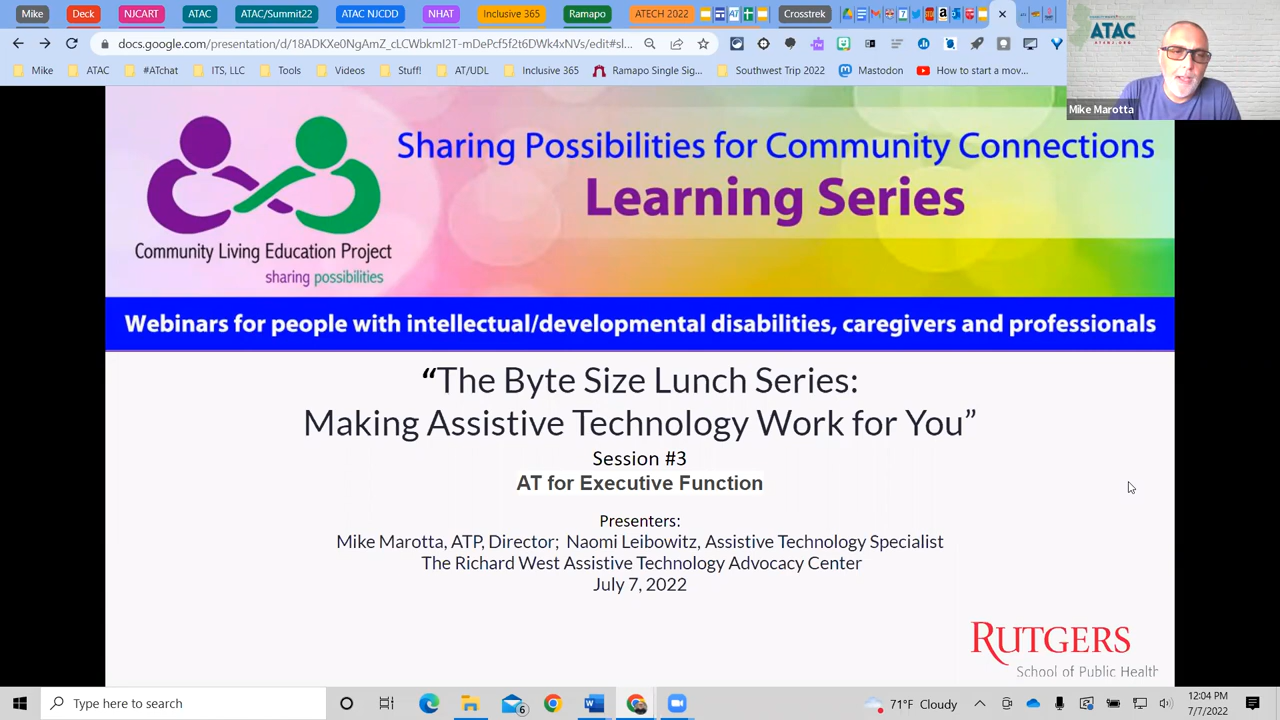 Mike Deck NJCART ATAC ATAC/Summit22 ATAC NJCDD NHAT Inclusive 365 Ramapo ATECH 2022 Crosstrek
docs.google.com/presentation/d/18ADKXe0NgAmZ_
Mike ATAC #ATchat ITS, LLC Tools Videos AT/UDL Inclusive 365 Ramapo Single Sig... Southwest Trip 2022 Mastodon How to start a mov...
ATAC
Mike Marotta
Sharing Possibilities for Community Connections
Learning Series
Community Living Education Project
sharing possibilities
Webinars for people with intellectual/developmental disabilities, caregivers and professionals
“The Byte Size Lunch Series:
Making Assistive Technology Work for You”
Session #3
AT for Executive Function
Presenters:
Mike Marotta, ATP, Director; Naomi Leibowitz, Assistive Technology Specialist
The Richard West Assistive Technology Advocacy Center
July 7, 2022
RUTGERS
School of Public Health
Type here to search
6
71°F Cloudy
12:04 PM
7/7/2022